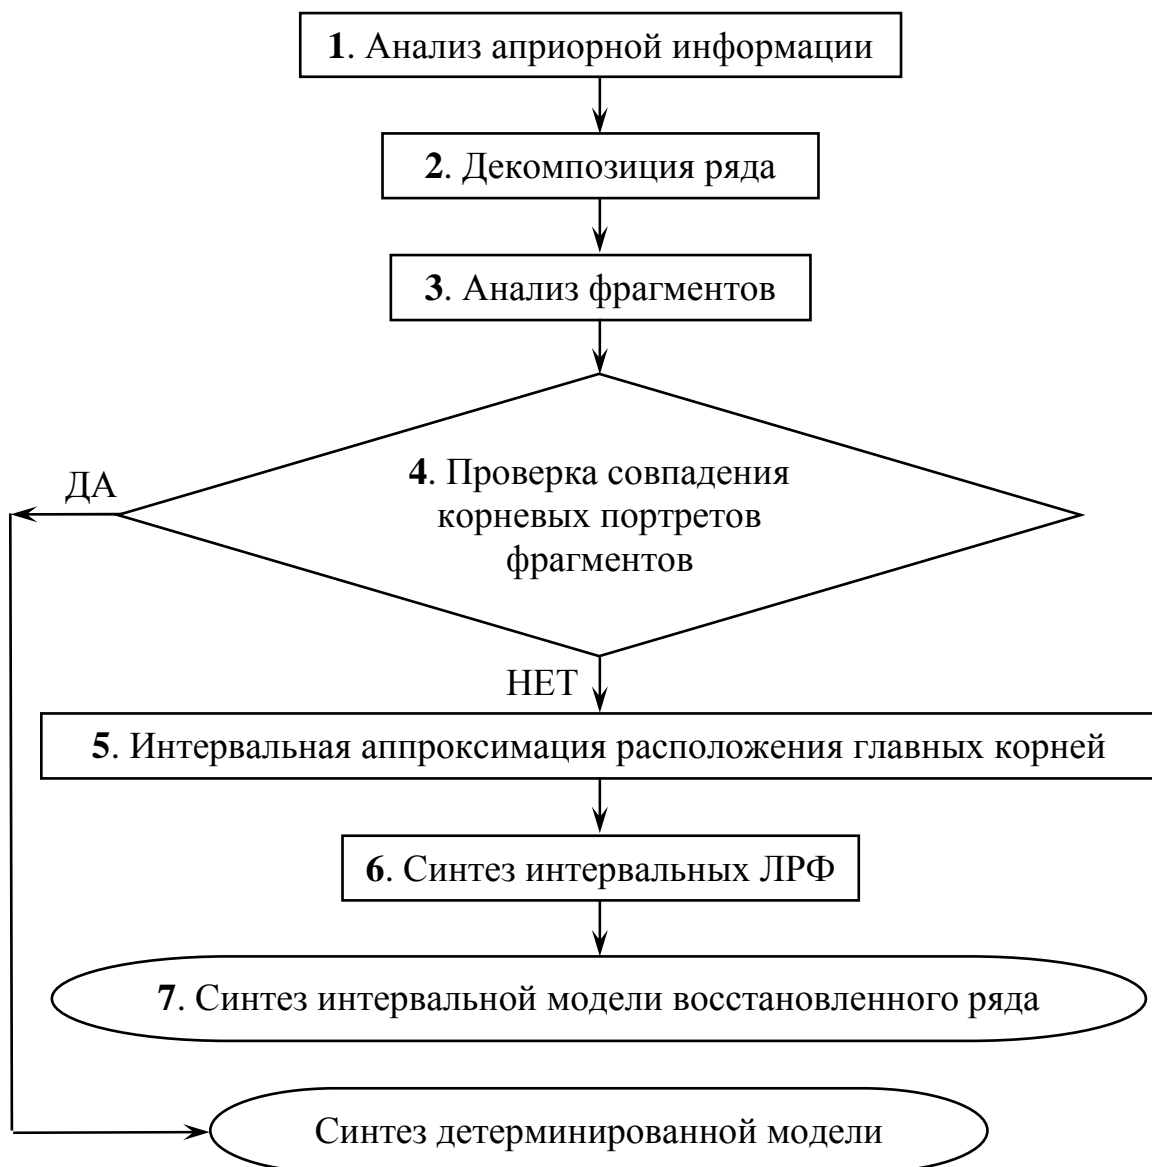 1. Анализ априорной информации
2. Декомпозиция ряда
3. Анализ фрагментов
4. Проверка совпадения
корневых портретов
фрагментов
ДА
НЕТ
5. Интервальная аппроксимация расположения главных корней
6. Синтез интервальных ЛРФ
7. Синтез интервальной модели восстановленного ряда
Синтез детерминированной модели